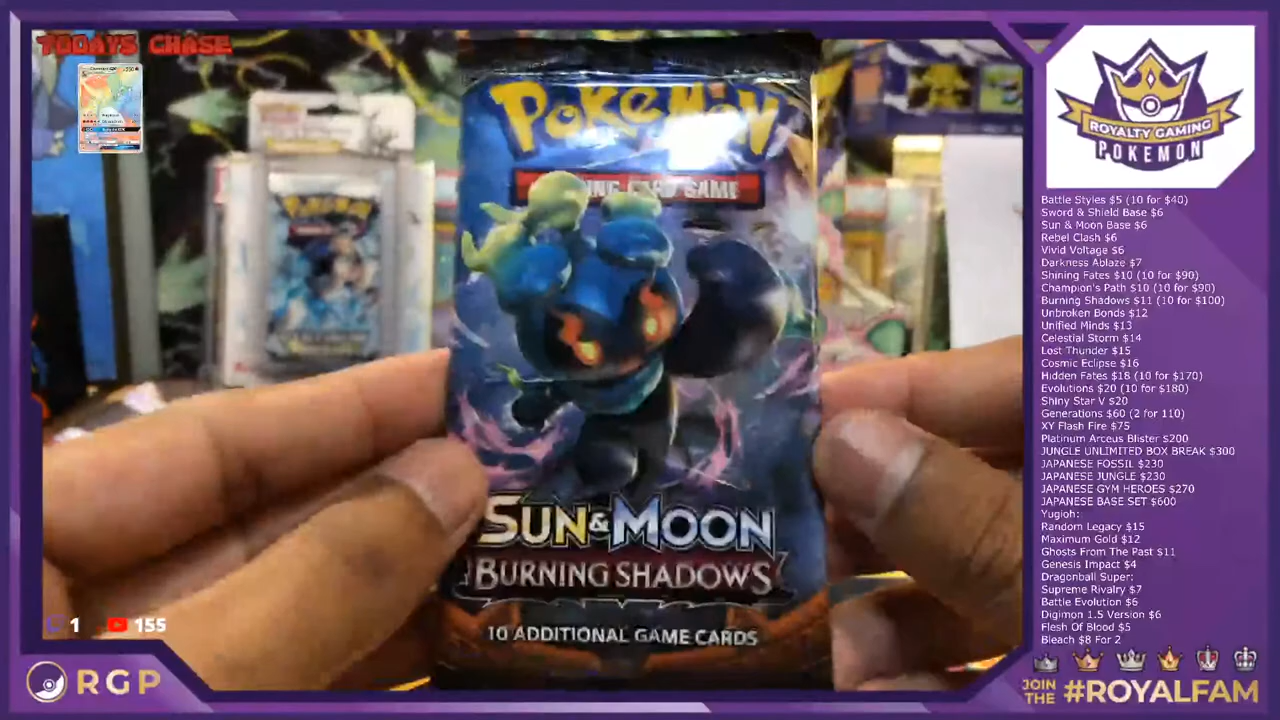 TODAYS CHASE
POKéMON
SUN & MOON
BURNING SHADOWS
10 ADDITIONAL GAME CARDS
1 155
RGP
ROYALTY GAMING
POKEMON
Battle Styles $5 (10 for $40)
Sword & Shield Base $6
Sun & Moon Base $6
Rebel Clash $6
Vivid Voltage $6
Darkness Ablaze $7
Shining Fates $10 (10 for $90)
Champion's Path $10 (10 for $90)
Burning Shadows $11 (10 for $100)
Unbroken Bonds $12
Unified Minds $13
Celestial Storm $14
Lost Thunder $15
Cosmic Eclipse $16
Hidden Fates $18 (10 for $170)
Evolutions $20 (10 for $180)
Shiny Star V $20
Generations $60 (2 for 110)
XY Flash Fire $75
Platinum Arceus Blister $200
JUNGLE UNLIMITED BOX BREAK $300
JAPANESE FOSSIL $230
JAPANESE JUNGLE $230
JAPANESE GYM HEROES $270
JAPANESE BASE SET $600
Yugioh:
Random Legacy $15
Maximum Gold $12
Ghosts From The Past $11
Genesis Impact $4
Dragonball Super:
Supreme Rivalry $7
Battle Evolution $6
Digimon 1.5 Version $6
Flesh Of Blood $5
Bleach $8 For 2
JOIN THE #ROYALFAM